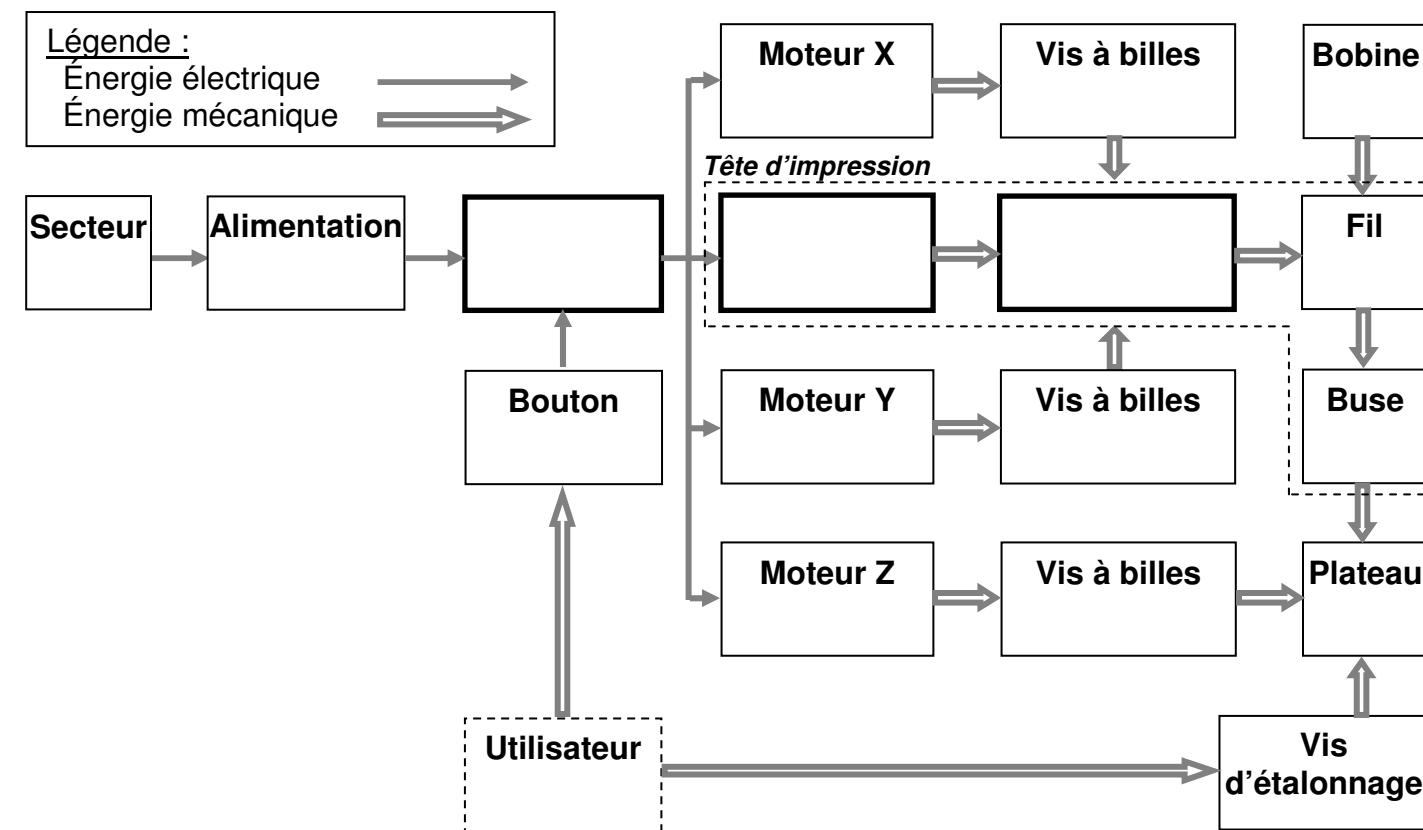 Légende :
Énergie électrique
Énergie mécanique
Moteur X
Vis à billes
Bobine
Tête d’impression
Secteur
Alimentation
Fil
Bouton
Moteur Y
Vis à billes
Buse
Moteur Z
Vis à billes
Plateau
Utilisateur
Vis
d’étalonnage